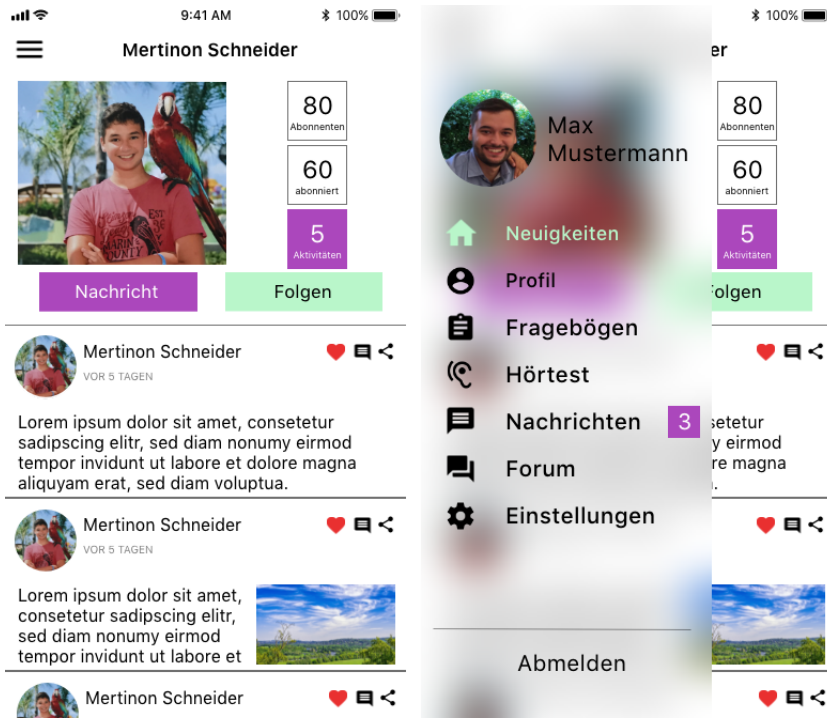 9:41 AM
100%
Mertinon Schneider
80
Abonnenten
60
abonniert
5
Aktivitäten
Nachricht
Folgen
Mertinon Schneider
VOR 5 TAGEN
Lorem ipsum dolor sit amet, consetetur
sadipscing elitr, sed diam nonumy eirmod
tempor invidunt ut labore et dolore magna
aliquyam erat, sed diam voluptua.
Mertinon Schneider
VOR 5 TAGEN
Lorem ipsum dolor sit amet,
consetetur sadipscing elitr,
sed diam nonumy eirmod
tempor invidunt ut labore et
Mertinon Schneider
Max
Mustermann
Neuigkeiten
Profil
Fragebögen
Hörtest
Nachrichten 3
Forum
Einstellungen
Abmelden
100%
er
80
Abonnenten
60
abonniert
5
Aktivitäten
Folgen
setetur
y eirmod
re magna